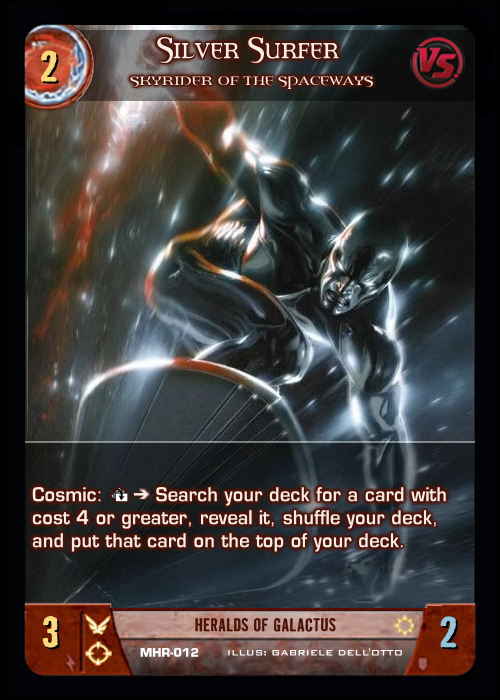 2
SILVER SURFER
SKYRIDER OF THE SPACEWAYS
VS
Cosmic: ➔ Search your deck for a card with
cost 4 or greater, reveal it, shuffle your deck,
and put that card on the top of your deck.
3
HERALDS OF GALACTUS
2
MHR-012 ILLUS: GABRIELE DELL'OTTO